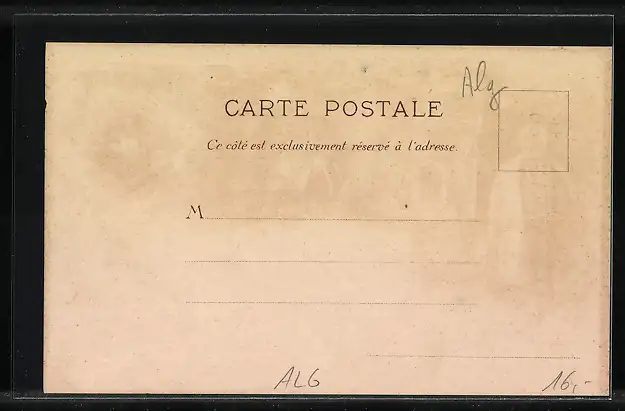 Alg
CARTE POSTALE
Ce côté est exclusivement réservé à l'adresse.
M
ALG
16,-